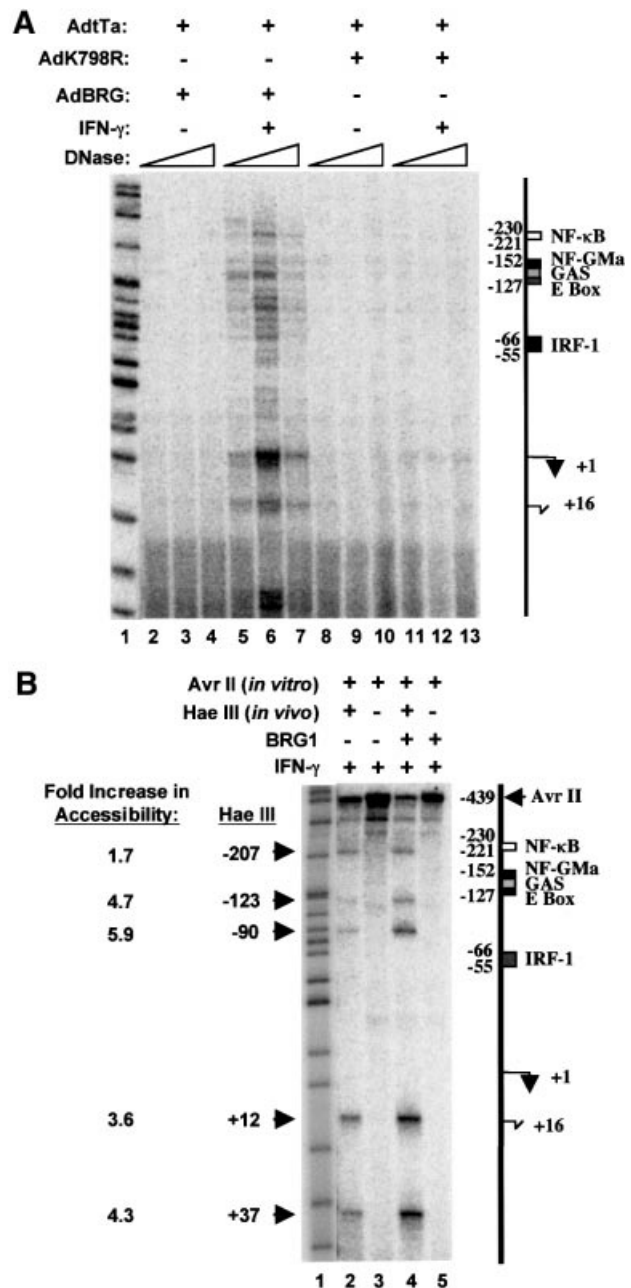 A
AdtTa: + + + +
AdK798R: - - + +
AdBRG: + + - -
IFN-γ: - + - +
DNase:
-230
-221 NF-κB
-152 NF-GMa
GAS
-127 E Box
-66
-55 IRF-1
+1
+16
1 2 3 4 5 6 7 8 9 10 11 12 13
B
Avr II (in vitro) + + + +
Hae III (in vivo) + - + -
BRG1 - - + +
IFN-γ + + + +
Fold Increase in
Accessibility: Hae III
-439 Avr II
-230
1.7 -207 -221 NF-κB
-152 NF-GMa
GAS
4.7 -123 -127 E Box
5.9 -90
-66
-55 IRF-1
+1
3.6 +12 +16
4.3 +37
1 2 3 4 5